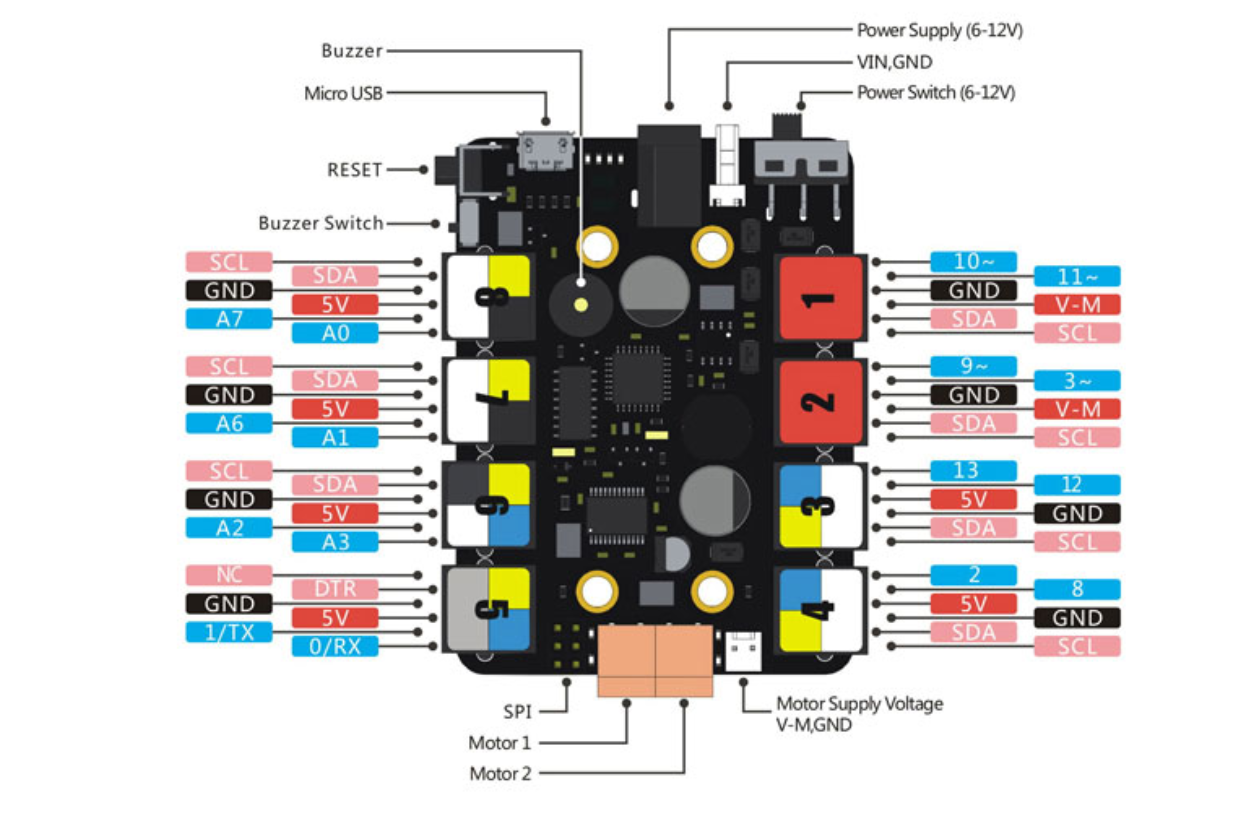 Power Supply (6-12V)
Buzzer
VIN,GND
Micro USB
Power Switch (6-12V)
RESET
Buzzer Switch
SCL
SDA
GND
5V
A7
A0
8
1
10~
11~
GND
V-M
SDA
SCL
SCL
SDA
GND
5V
A6
A1
7
2
9~
3~
GND
V-M
SDA
SCL
SCL
SDA
GND
5V
A2
A3
6
3
13
12
5V
GND
SDA
SCL
NC
DTR
GND
5V
1/TX
0/RX
5
4
2
8
5V
GND
SDA
SCL
SPI
Motor 1
Motor 2
Motor Supply Voltage
V-M,GND